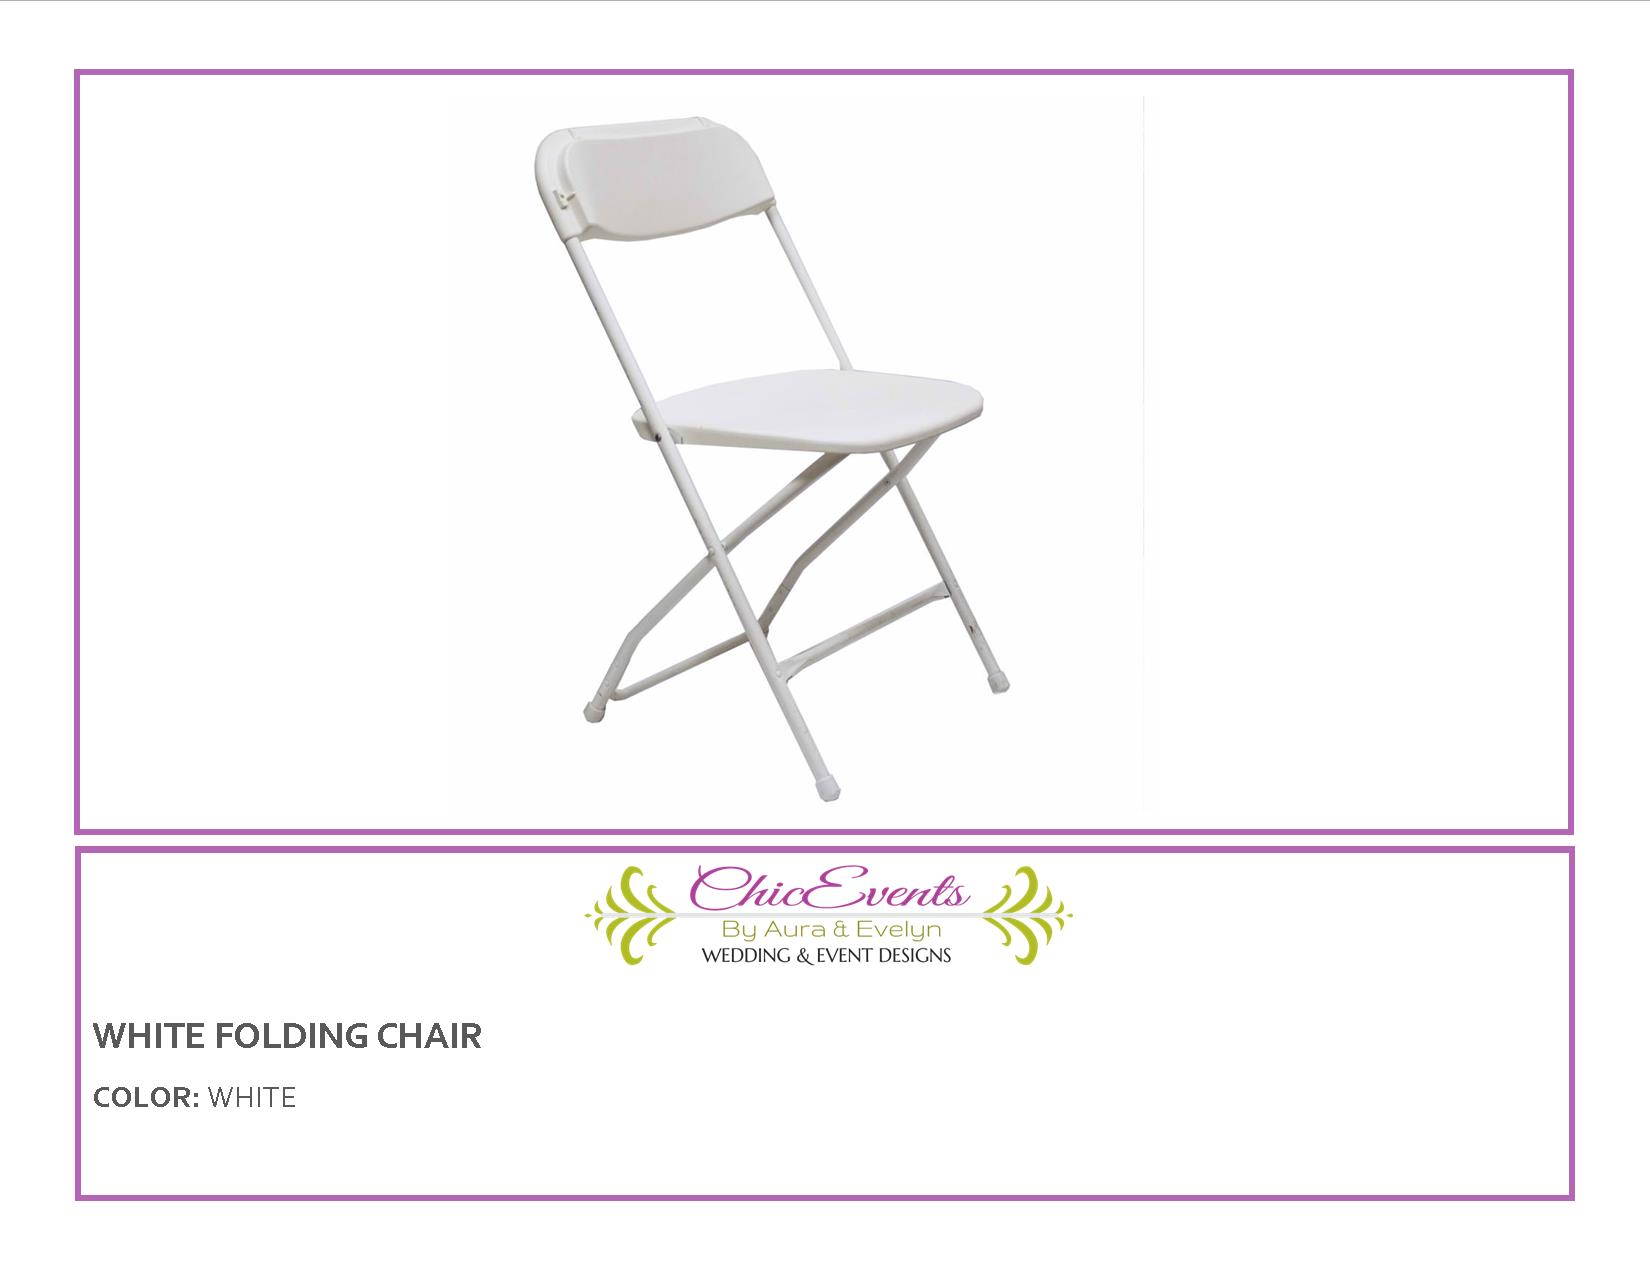 ChicEvents
By Aura & Evelyn
WEDDING & EVENT DESIGNS
WHITE FOLDING CHAIR
COLOR: WHITE